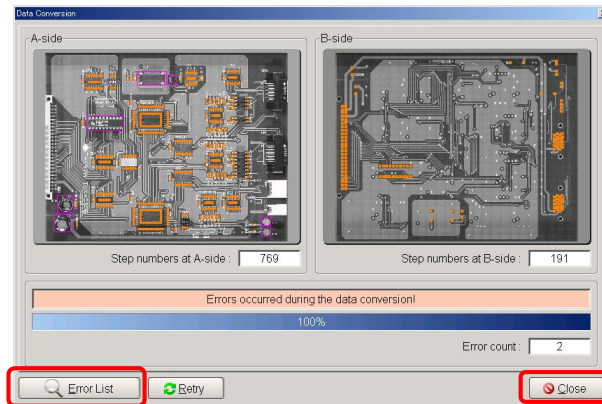 Data Conversion
A-side
B-side
Step numbers at A-side : 769
Step numbers at B-side : 191
Errors occurred during the data conversion!
100%
Error count : 2
Error List
Retry
Close